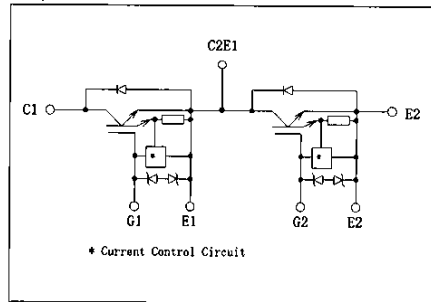 C2E1
C1
E2
*
*
G1
E1
G2
E2
* Current Control Circuit